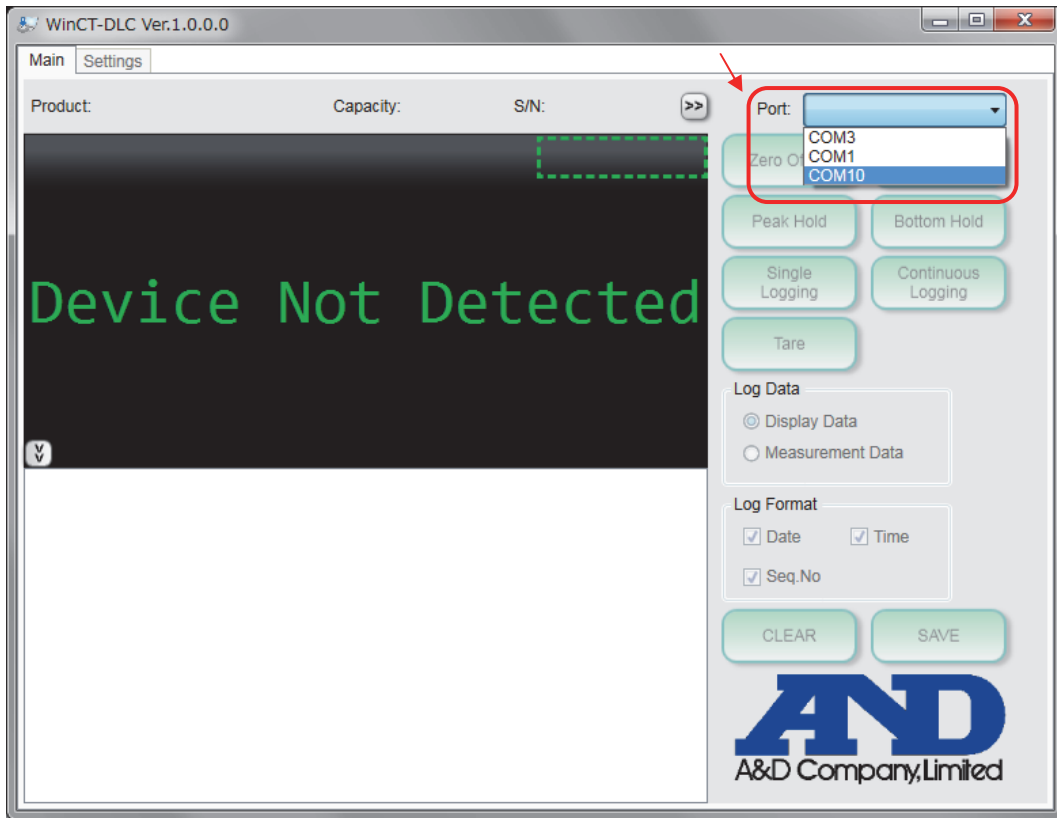 WinCT-DLC Ver.1.0.0.0
Main
Settings
Product:
Capacity:
S/N:
>>
Port:
COM3
COM1
COM10
Zero Of
Peak Hold
Bottom Hold
Device Not Detected
Single
Logging
Continuous
Logging
Tare
Log Data
Display Data
Measurement Data
Log Format
Date
Time
Seq.No
CLEAR
SAVE
AND
A&D Company,Limited